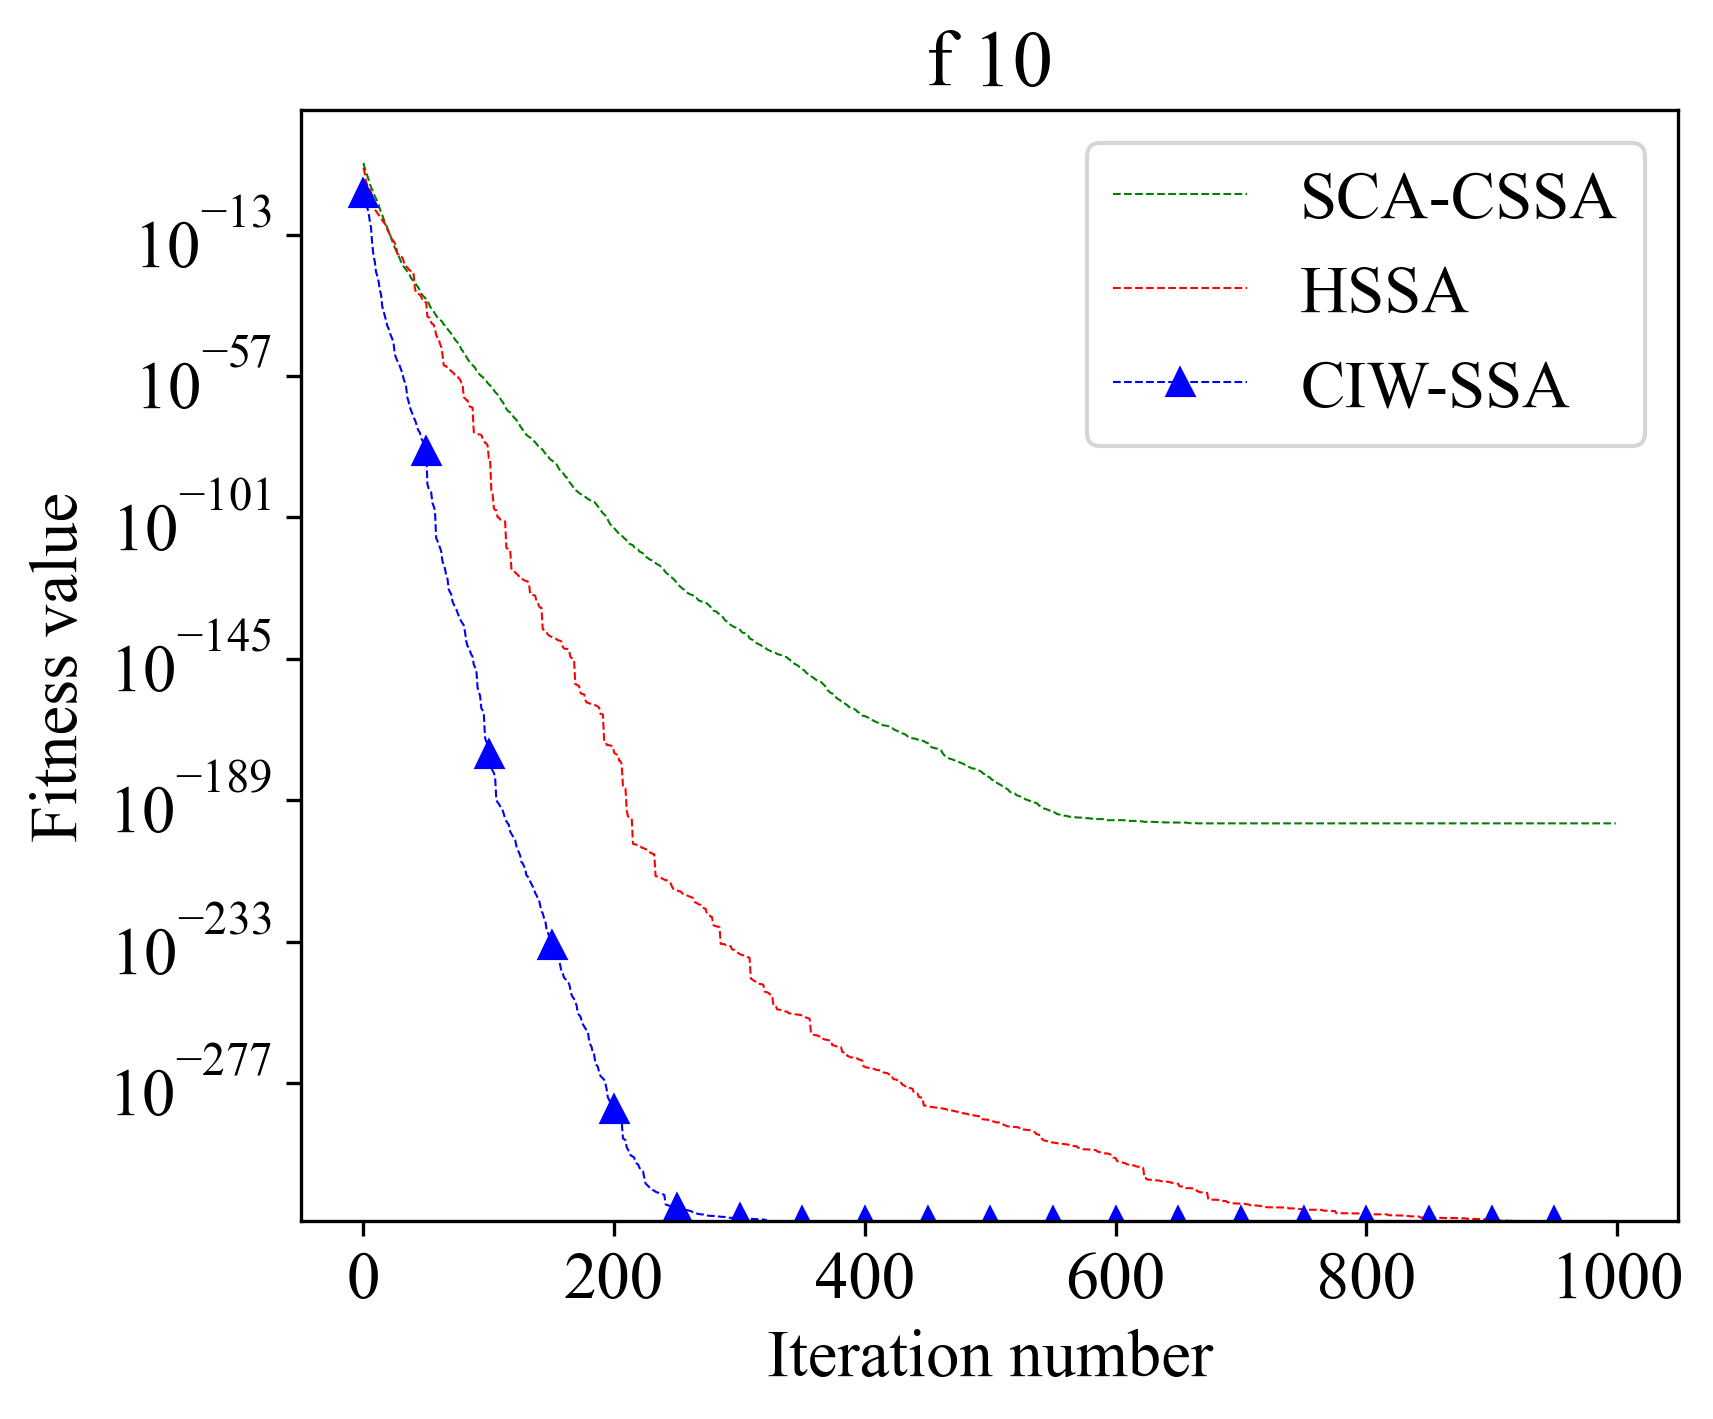 f 10
SCA-CSSA
HSSA
CIW-SSA
10⁻¹³
10⁻⁵⁷
10⁻¹⁰¹
10⁻¹⁴⁵
10⁻¹⁸⁹
10⁻²³³
10⁻²⁷⁷
Fitness value
0 200 400 600 800 1000
Iteration number